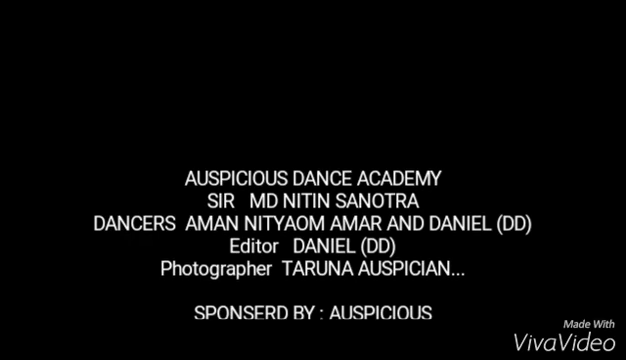 AUSPICIOUS DANCE ACADEMY
SIR MD NITIN SANOTRA
DANCERS AMAN NITYAOM AMAR AND DANIEL (DD)
Editor DANIEL (DD)
Photographer TARUNA AUSPICIAN...
SPONSERD BY : AUSPICIOUS
Made With
VivaVideo